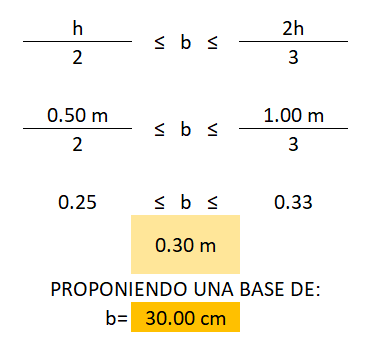 h/2 ≤ b ≤ 2h/3
0.50 m/2 ≤ b ≤ 1.00 m/3
0.25 ≤ b ≤ 0.33
0.30 m
PROPONIENDO UNA BASE DE:
b= 30.00 cm